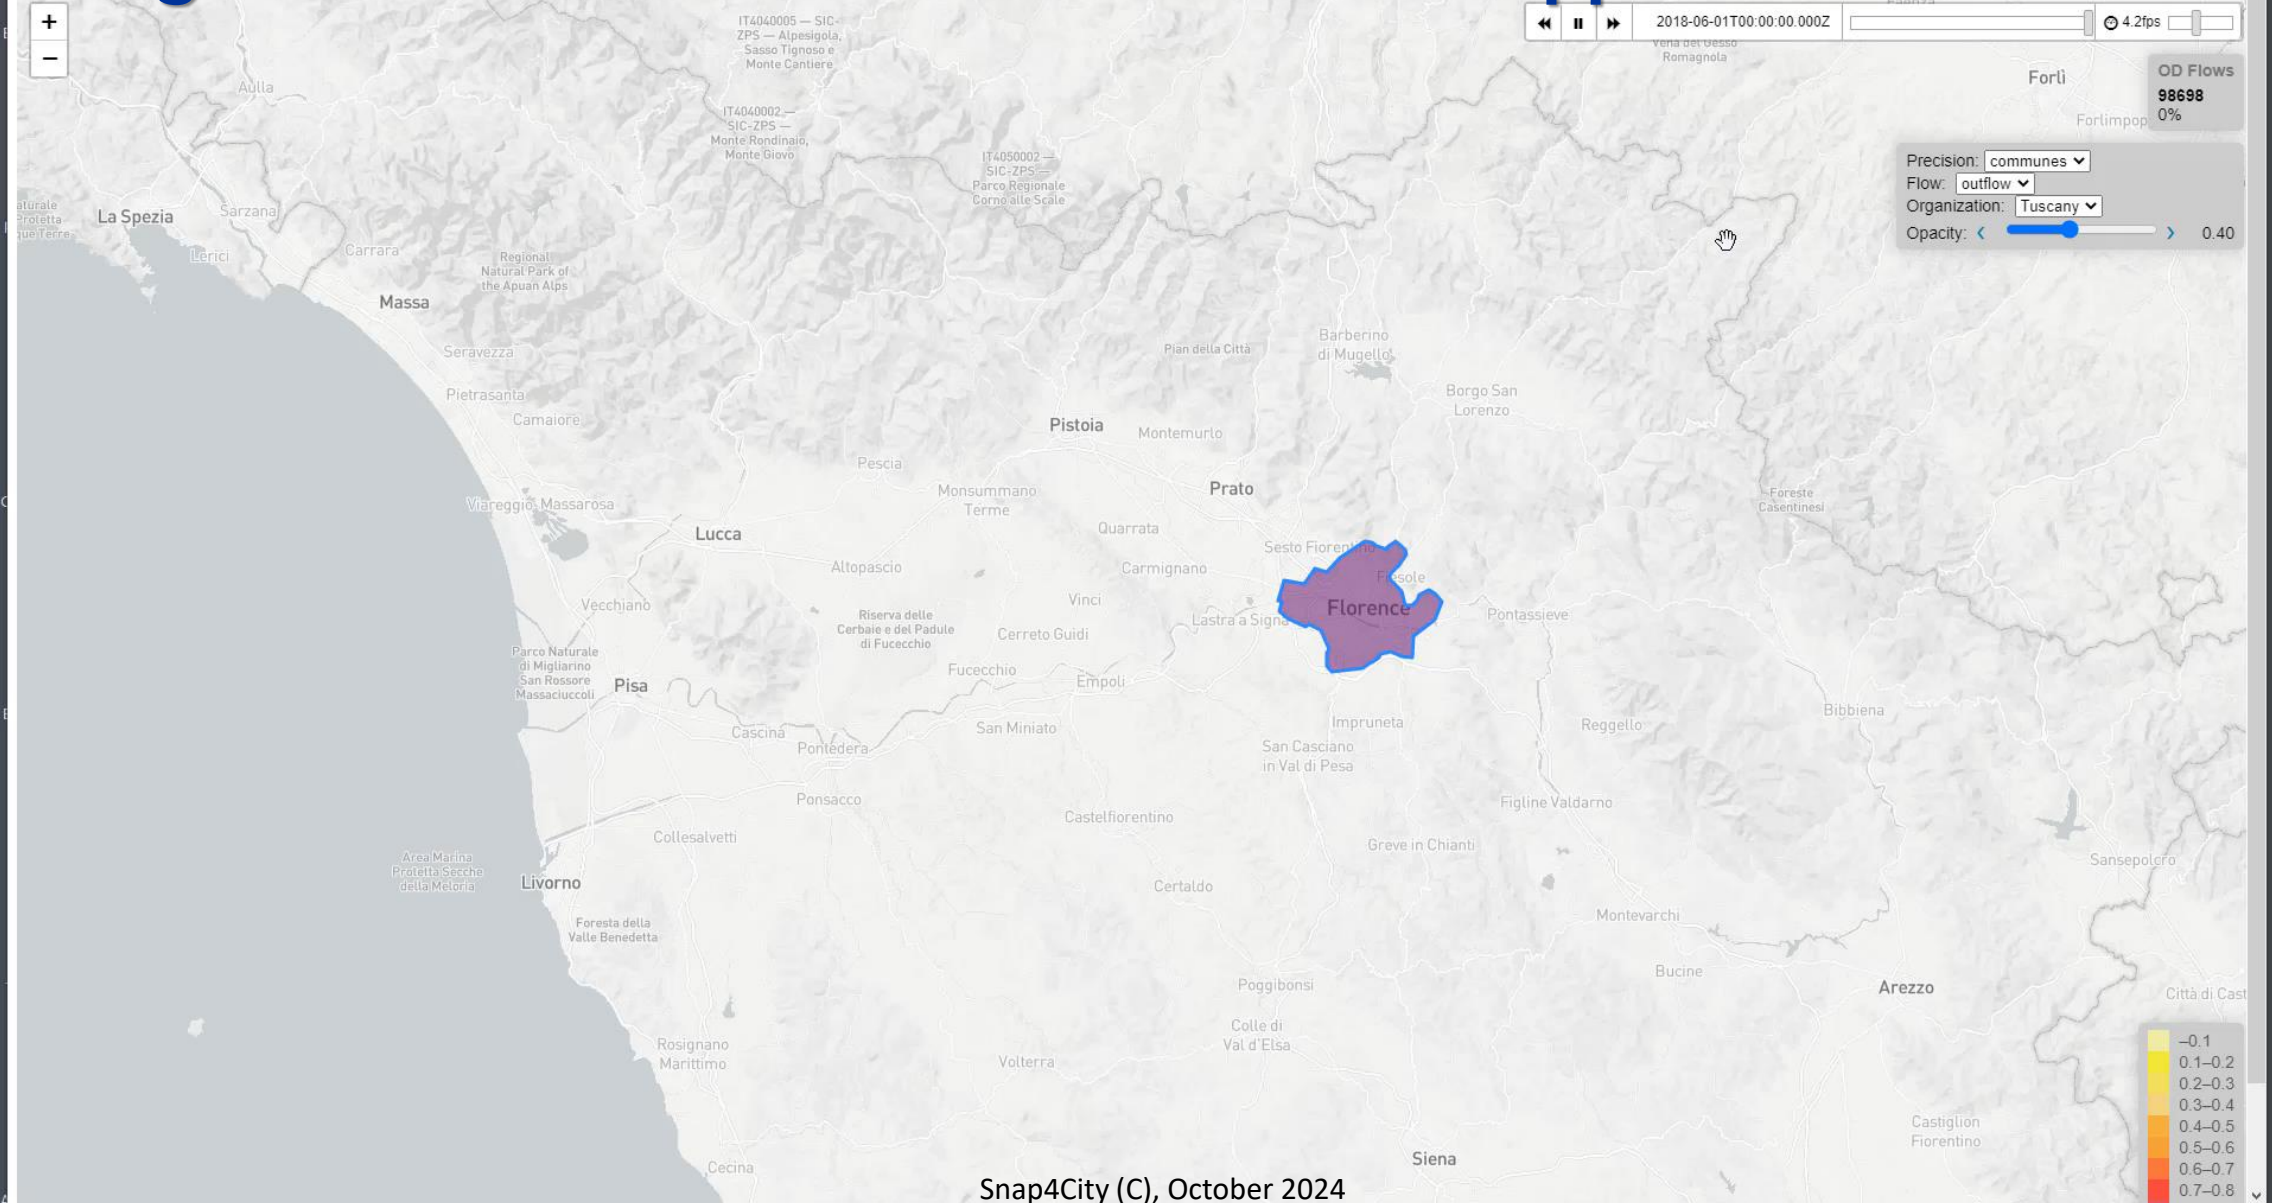 +
−
IT4040005 — SIC-
ZPS — Alpesigola,
Sasso Tignoso e
Monte Cantiere
2018-06-01T00:00:00.000Z
4.2fps
Vena del Gesso
Romagnola
OD Flows
98698
0%
Forlì
Forlimpop
Aulla
IT4040002 —
SIC-ZPS —
Monte Rondinaio,
Monte Giovo
IT4050002 —
SIC-ZPS —
Parco Regionale
Corno alle Scale
Precision: communes
Flow: outflow
Organization: Tuscany
Opacity: 0.40
aturale
Protetta
que Terre
La Spezia
Sarzana
Lerici
Carrara
Regional
Natural Park of
the Apuan Alps
Massa
Seravezza
Pian della Città
Barberino
di Mugello
Pietrasanta
Camaiore
Borgo San
Lorenzo
Pistoia
Montemurlo
Pescia
Viareggio
Massarosa
Monsummano
Terme
Prato
Foreste
Casentinesi
Lucca
Quarrata
Sesto Fiorentino
Altopascio
Carmignano
Fiesole
Vecchiano
Vinci
Florence
Riserva delle
Cerbaie e del Padule
di Fucecchio
Cerreto Guidi
Lastra a Signa
Pontassieve
Parco Naturale
di Migliarino
San Rossore
Massaciuccoli
Pisa
Fucecchio
Empoli
Cascina
Pontedera
San Miniato
Impruneta
Reggello
Bibbiena
San Casciano
in Val di Pesa
Ponsacco
Figline Valdarno
Collesalvetti
Castelfiorentino
Greve in Chianti
Area Marina
Protetta Secche
della Meloria
Livorno
Certaldo
Sansepolcro
Foresta della
Valle Benedetta
Montevarchi
Poggibonsi
Bucine
Arezzo
Città di Cast
Rosignano
Marittimo
Volterra
Colle di
Val d'Elsa
–0.1
0.1–0.2
0.2–0.3
0.3–0.4
0.4–0.5
0.5–0.6
0.6–0.7
0.7–0.8
Castiglion
Fiorentino
Cecina
Siena
Snap4City (C), October 2024